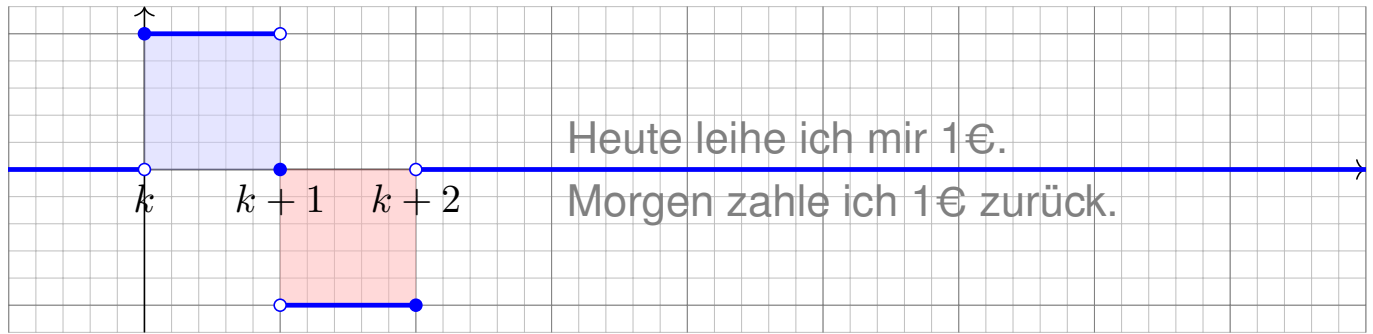 Heute leihe ich mir 1€.
k k + 1 k + 2
Morgen zahle ich 1€ zurück.